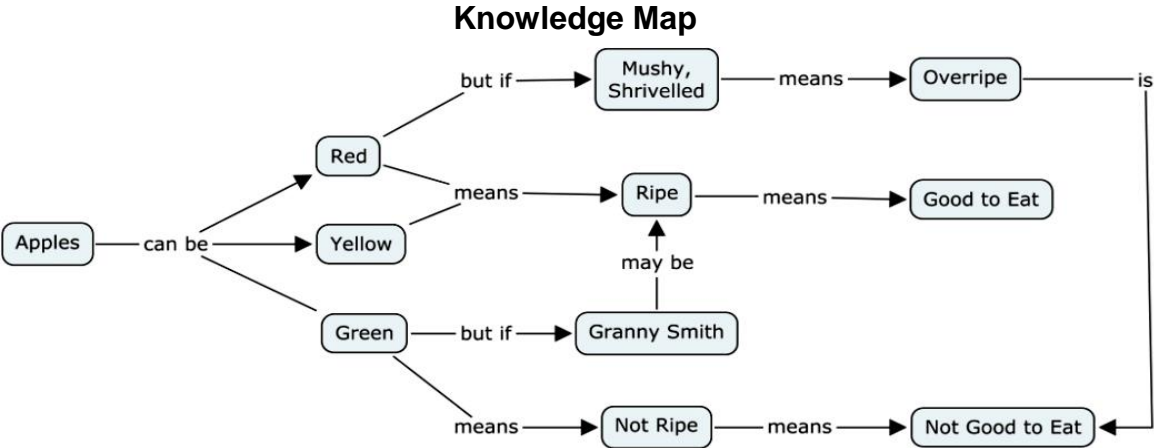 Knowledge Map
but if
Mushy,
Shrivelled
means
Overripe
is
Red
means
Ripe
means
Good to Eat
Apples
can be
Yellow
may be
Green
but if
Granny Smith
means
Not Ripe
means
Not Good to Eat